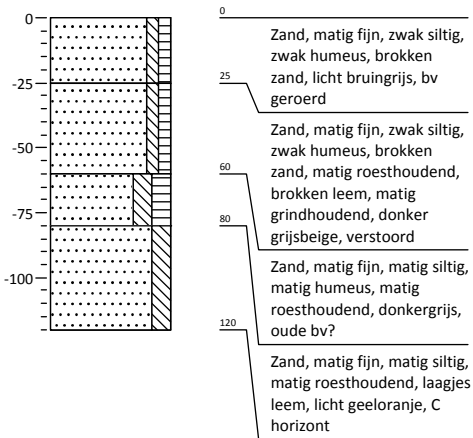 0
-25
-50
-75
-100
0
Zand, matig fijn, zwak siltig,
zwak humeus, brokken
zand, licht bruingrijs, bv
geroerd
25
Zand, matig fijn, zwak siltig,
zwak humeus, brokken
zand, matig roesthoudend,
brokken leem, matig
grindhoudend, donker
grijsbeige, verstoord
60
Zand, matig fijn, matig siltig,
matig humeus, matig
roesthoudend, donkergrijs,
oude bv?
80
Zand, matig fijn, matig siltig,
matig roesthoudend, laagjes
leem, licht geeloranje, C
horizont
120